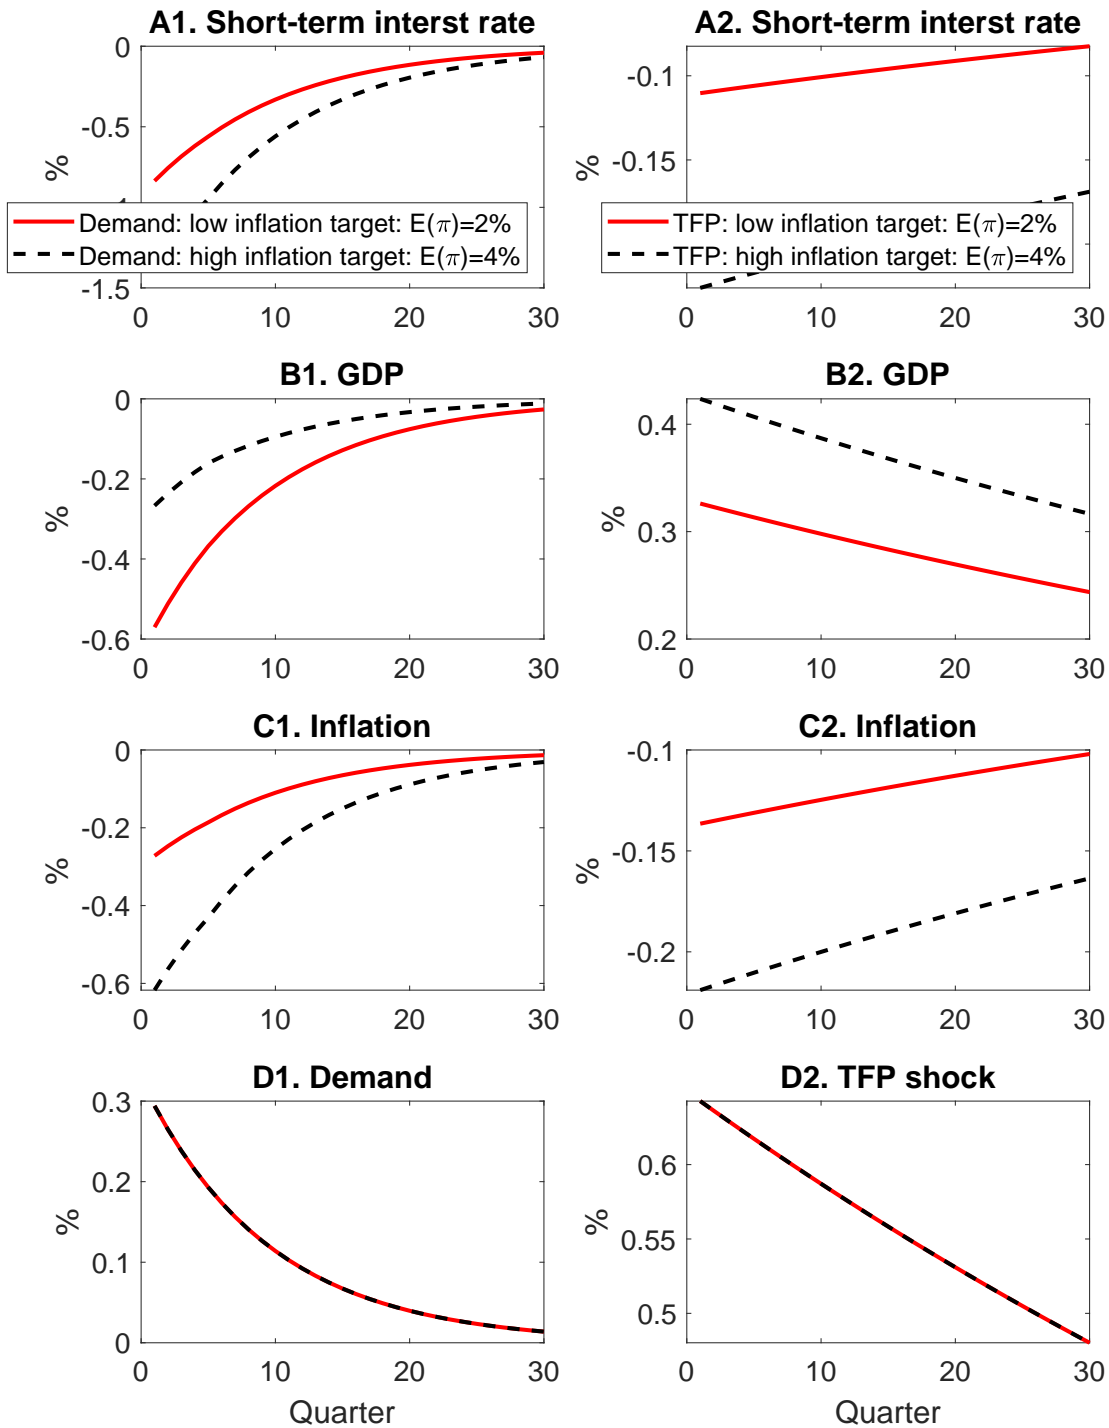 A1. Short-term interst rate
0
-0.5
-1.5
%
Demand: low inflation target: E(π)=2%
Demand: high inflation target: E(π)=4%
0 10 20 30
A2. Short-term interst rate
-0.1
-0.15
%
TFP: low inflation target: E(π)=2%
TFP: high inflation target: E(π)=4%
0 10 20 30
B1. GDP
0
-0.2
-0.4
-0.6
%
0 10 20 30
B2. GDP
0.4
0.3
0.2
%
0 10 20 30
C1. Inflation
0
-0.2
-0.4
-0.6
%
0 10 20 30
C2. Inflation
-0.1
-0.15
-0.2
%
0 10 20 30
D1. Demand
0.3
0.2
0.1
0
%
0 10 20 30
Quarter
D2. TFP shock
0.6
0.55
0.5
%
0 10 20 30
Quarter